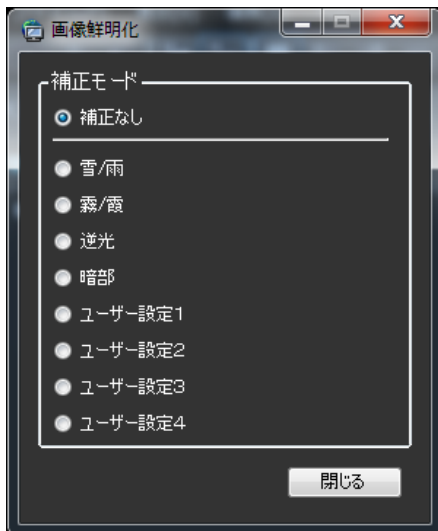 画像鮮明化
補正モード
補正なし
雪/雨
霧/霞
逆光
暗部
ユーザー設定1
ユーザー設定2
ユーザー設定3
ユーザー設定4
閉じる